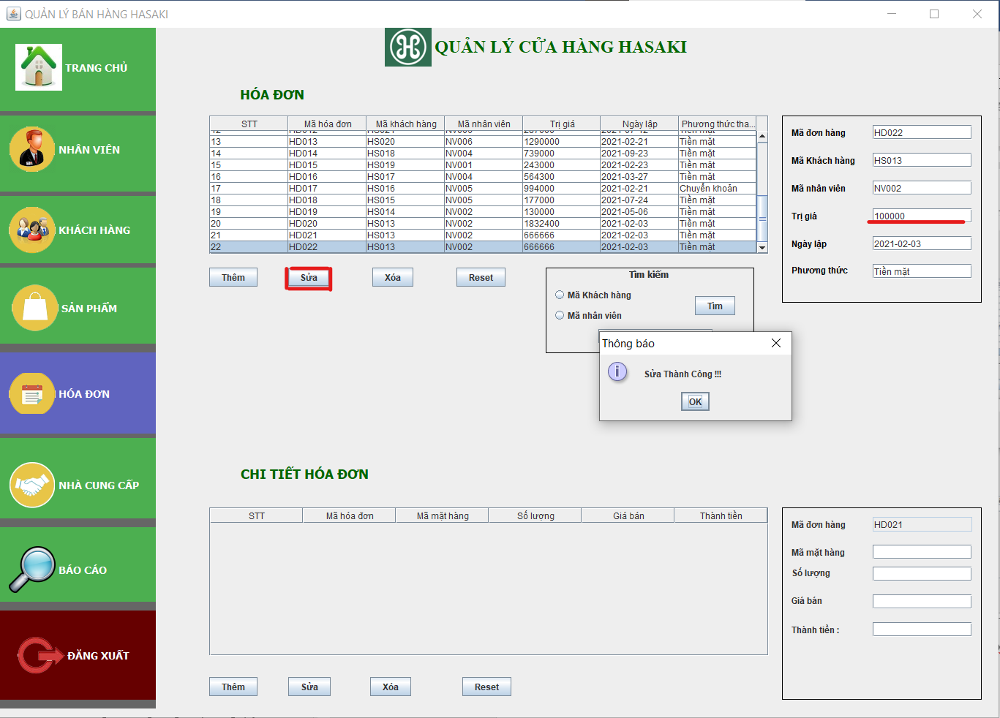 QUẢN LÝ BÁN HÀNG HASAKI
QUẢN LÝ CỬA HÀNG HASAKI
TRANG CHỦ
NHÂN VIÊN
KHÁCH HÀNG
SẢN PHẨM
HÓA ĐƠN
NHÀ CUNG CẤP
BÁO CÁO
ĐĂNG XUẤT
HÓA ĐƠN
STT Mã hóa đơn Mã khách hàng Mã nhân viên Trị giá Ngày lập Phương thức tha...
13 HD013 HS020 NV006 1290000 2021-02-21 Tiền mặt
14 HD014 HS018 NV004 739000 2021-09-23 Tiền mặt
15 HD015 HS019 NV001 243000 2021-02-23 Tiền mặt
16 HD016 HS017 NV004 564300 2021-03-27 Tiền mặt
17 HD017 HS016 NV005 994000 2021-02-21 Chuyển khoản
18 HD018 HS015 NV005 177000 2021-07-24 Tiền mặt
19 HD019 HS014 NV002 130000 2021-05-06 Tiền mặt
20 HD020 HS013 NV002 1832400 2021-02-03 Tiền mặt
21 HD021 HS013 NV002 666666 2021-02-03 Tiền mặt
22 HD022 HS013 NV002 666666 2021-02-03 Tiền mặt
Mã đơn hàng HD022
Mã Khách hàng HS013
Mã nhân viên NV002
Trị giá 100000
Ngày lập 2021-02-03
Phương thức Tiền mặt
Thêm Sửa Xóa Reset
Tìm kiếm
Mã Khách hàng
Mã nhân viên
Tìm
Thông báo
Sửa Thành Công !!!
OK
CHI TIẾT HÓA ĐƠN
STT Mã hóa đơn Mã mặt hàng Số lượng Giá bán Thành tiền
Mã đơn hàng HD021
Mã mặt hàng
Số lượng
Giá bán
Thành tiền :
Thêm Sửa Xóa Reset